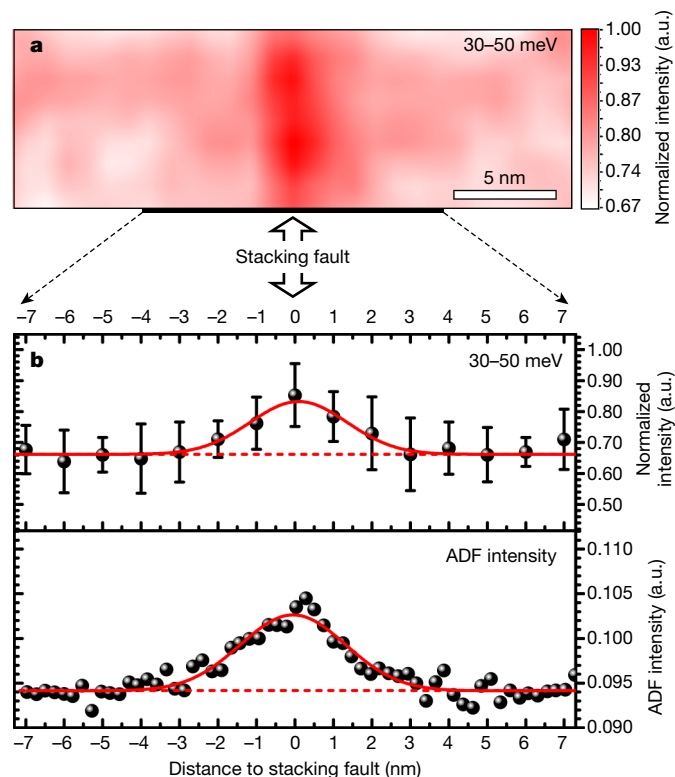 a
30–50 meV
5 nm
1.00
0.93
0.87
0.80
0.74
0.67
Normalized intensity (a.u.)
Stacking fault
–7 –6 –5 –4 –3 –2 –1 0 1 2 3 4 5 6 7
b
30–50 meV
1.00
0.90
0.80
0.70
0.60
0.50
Normalized
intensity (a.u.)
ADF intensity
0.110
0.105
0.100
0.095
0.090
ADF intensity (a.u.)
–7 –6 –5 –4 –3 –2 –1 0 1 2 3 4 5 6 7
Distance to stacking fault (nm)